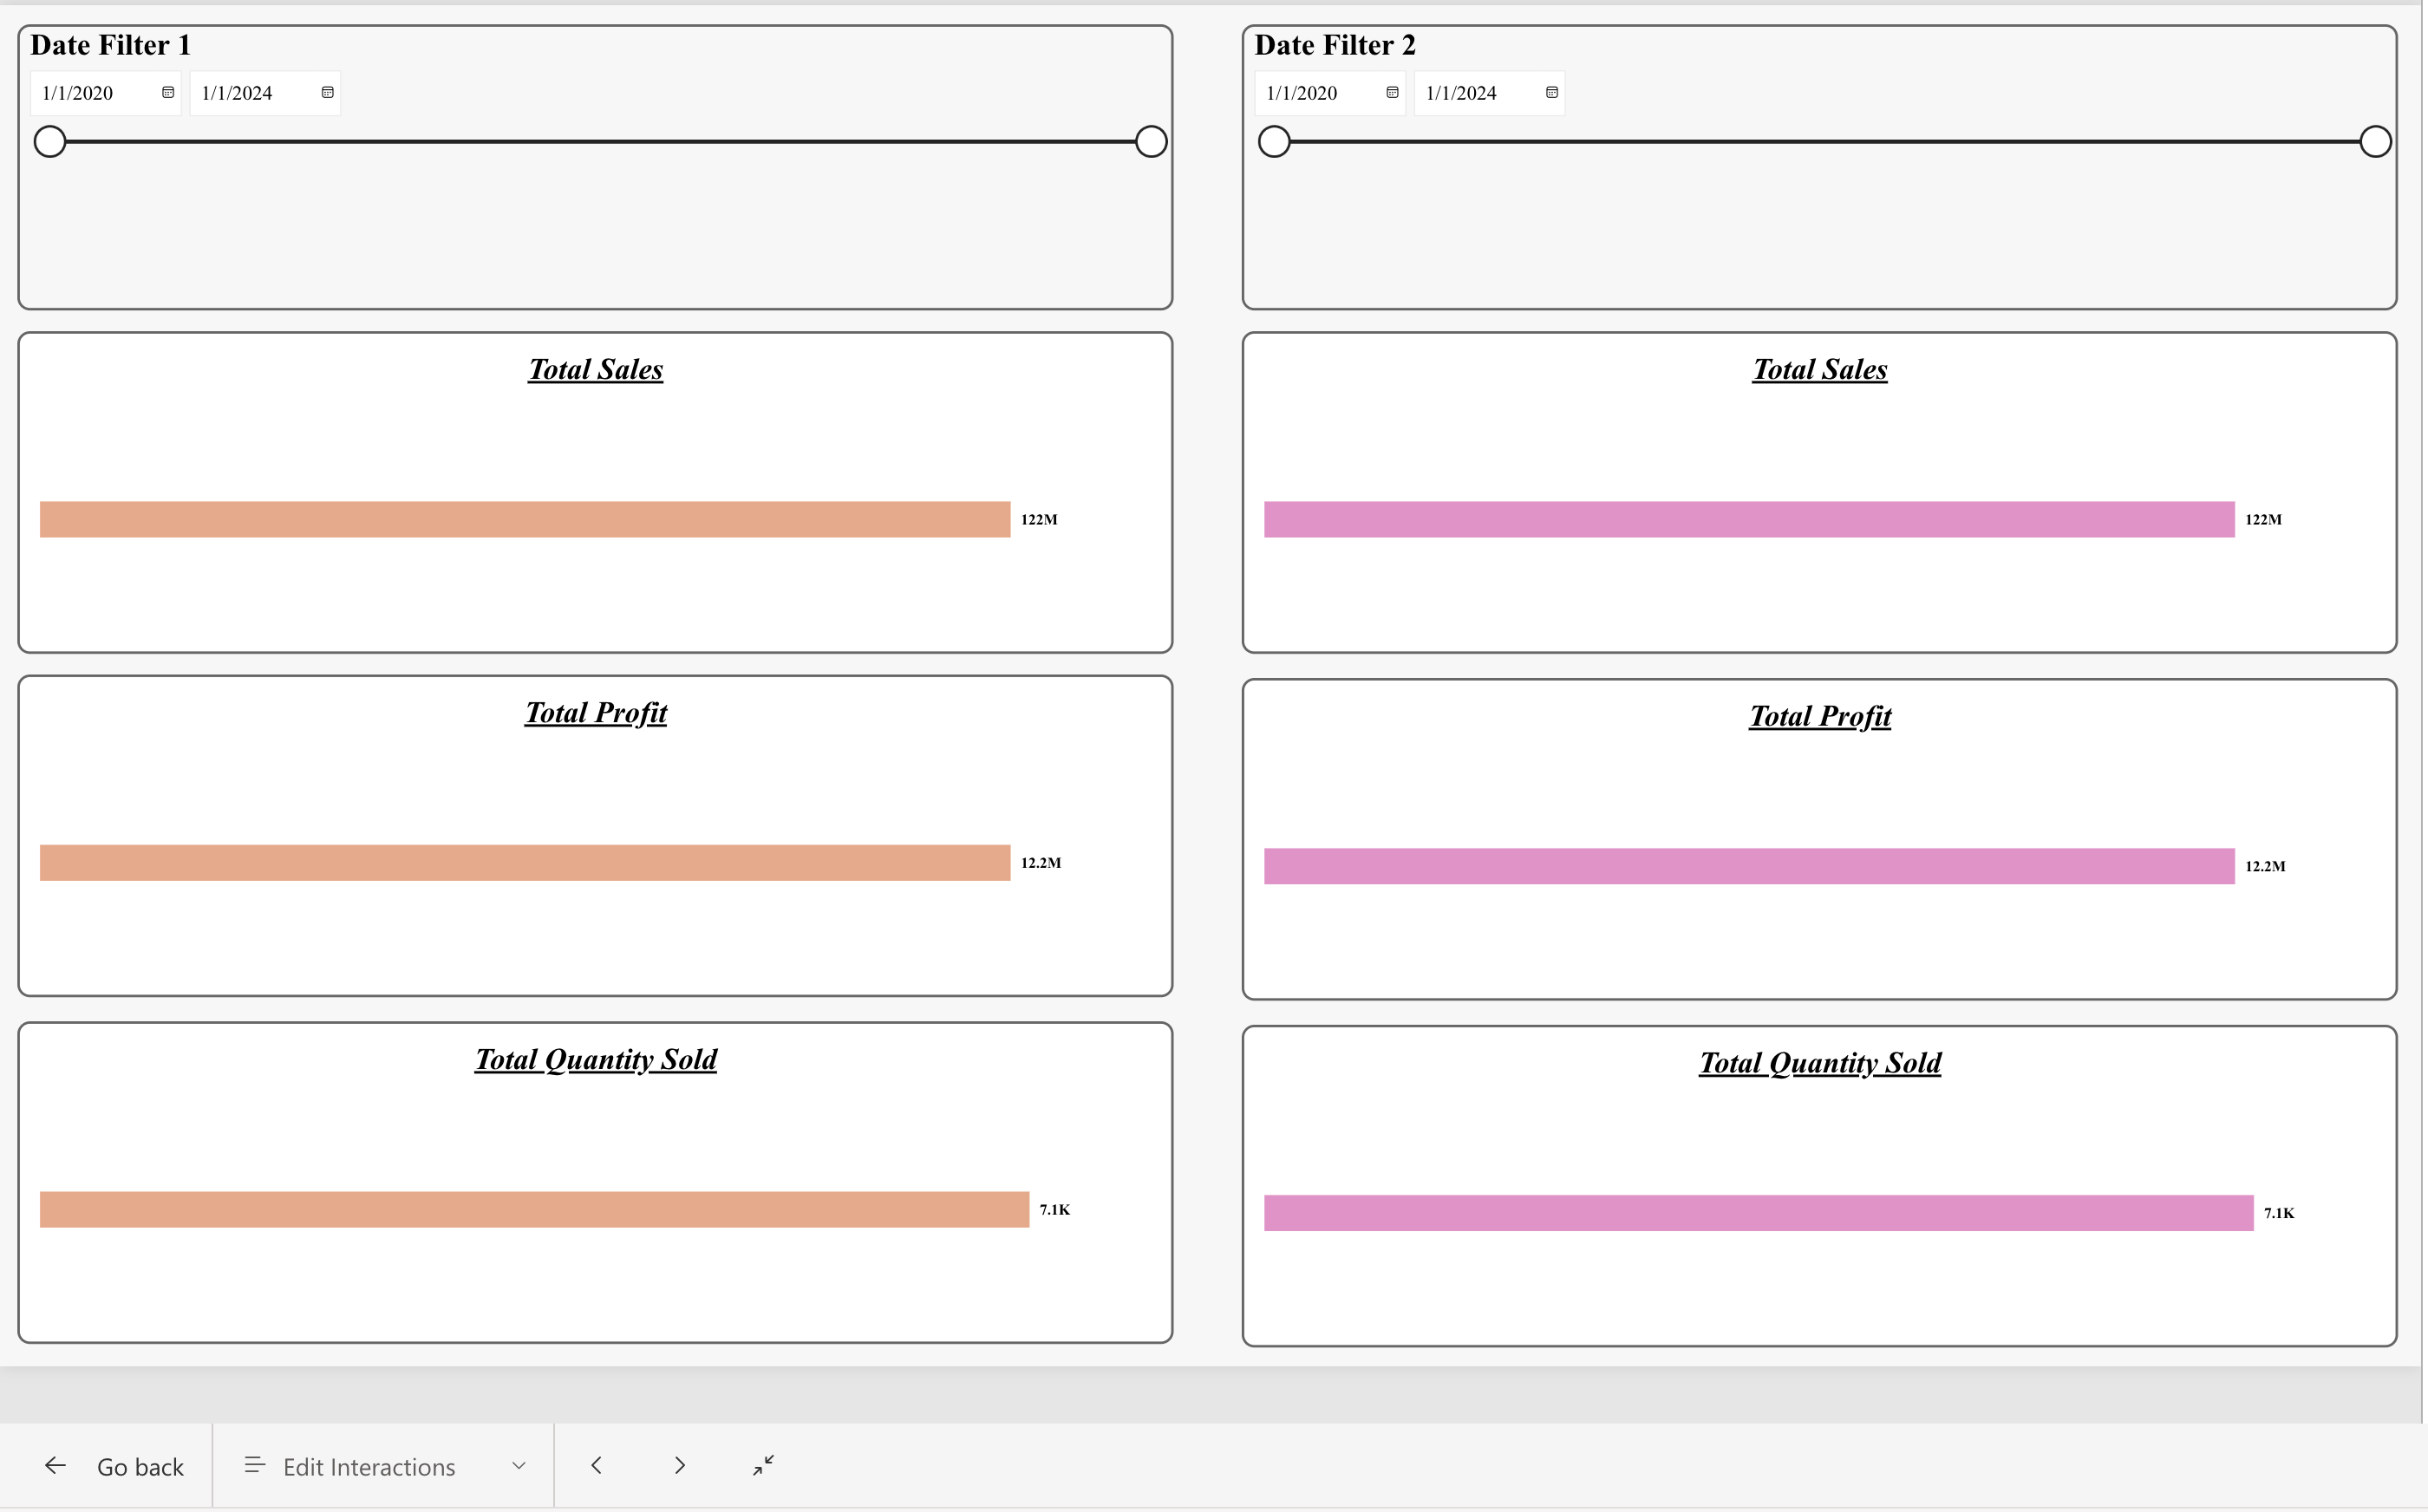 Date Filter 1
1/1/2020 1/1/2024
Total Sales
122M
Total Profit
12.2M
Total Quantity Sold
7.1K
Date Filter 2
1/1/2020 1/1/2024
Total Sales
122M
Total Profit
12.2M
Total Quantity Sold
7.1K
Go back
Edit Interactions